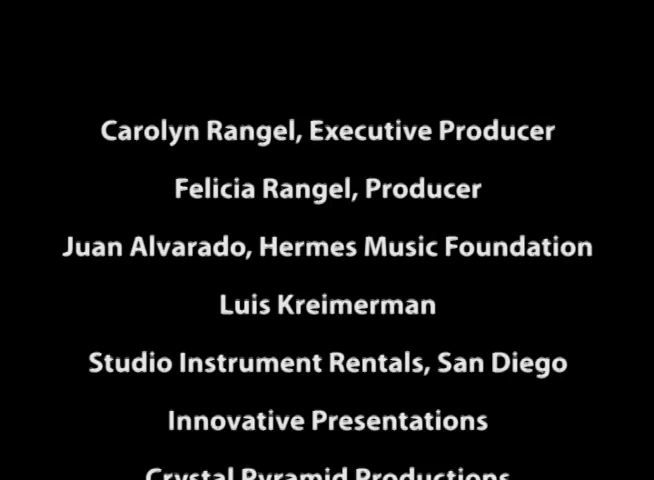 Carolyn Rangel, Executive Producer
Felicia Rangel, Producer
Juan Alvarado, Hermes Music Foundation
Luis Kreimerman
Studio Instrument Rentals, San Diego
Innovative Presentations
Crystal Pyramid Productions